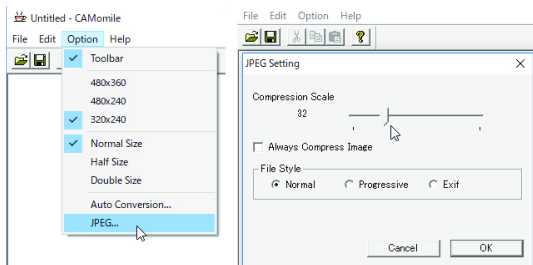 Untitled - CAMomile
File Edit Option Help
Toolbar
480x360
480x240
320x240
Normal Size
Half Size
Double Size
Auto Conversion...
JPEG...
File Edit Option Help
JPEG Setting
Compression Scale
32
Always Compress Image
File Style
Normal Progressive Exif
Cancel OK